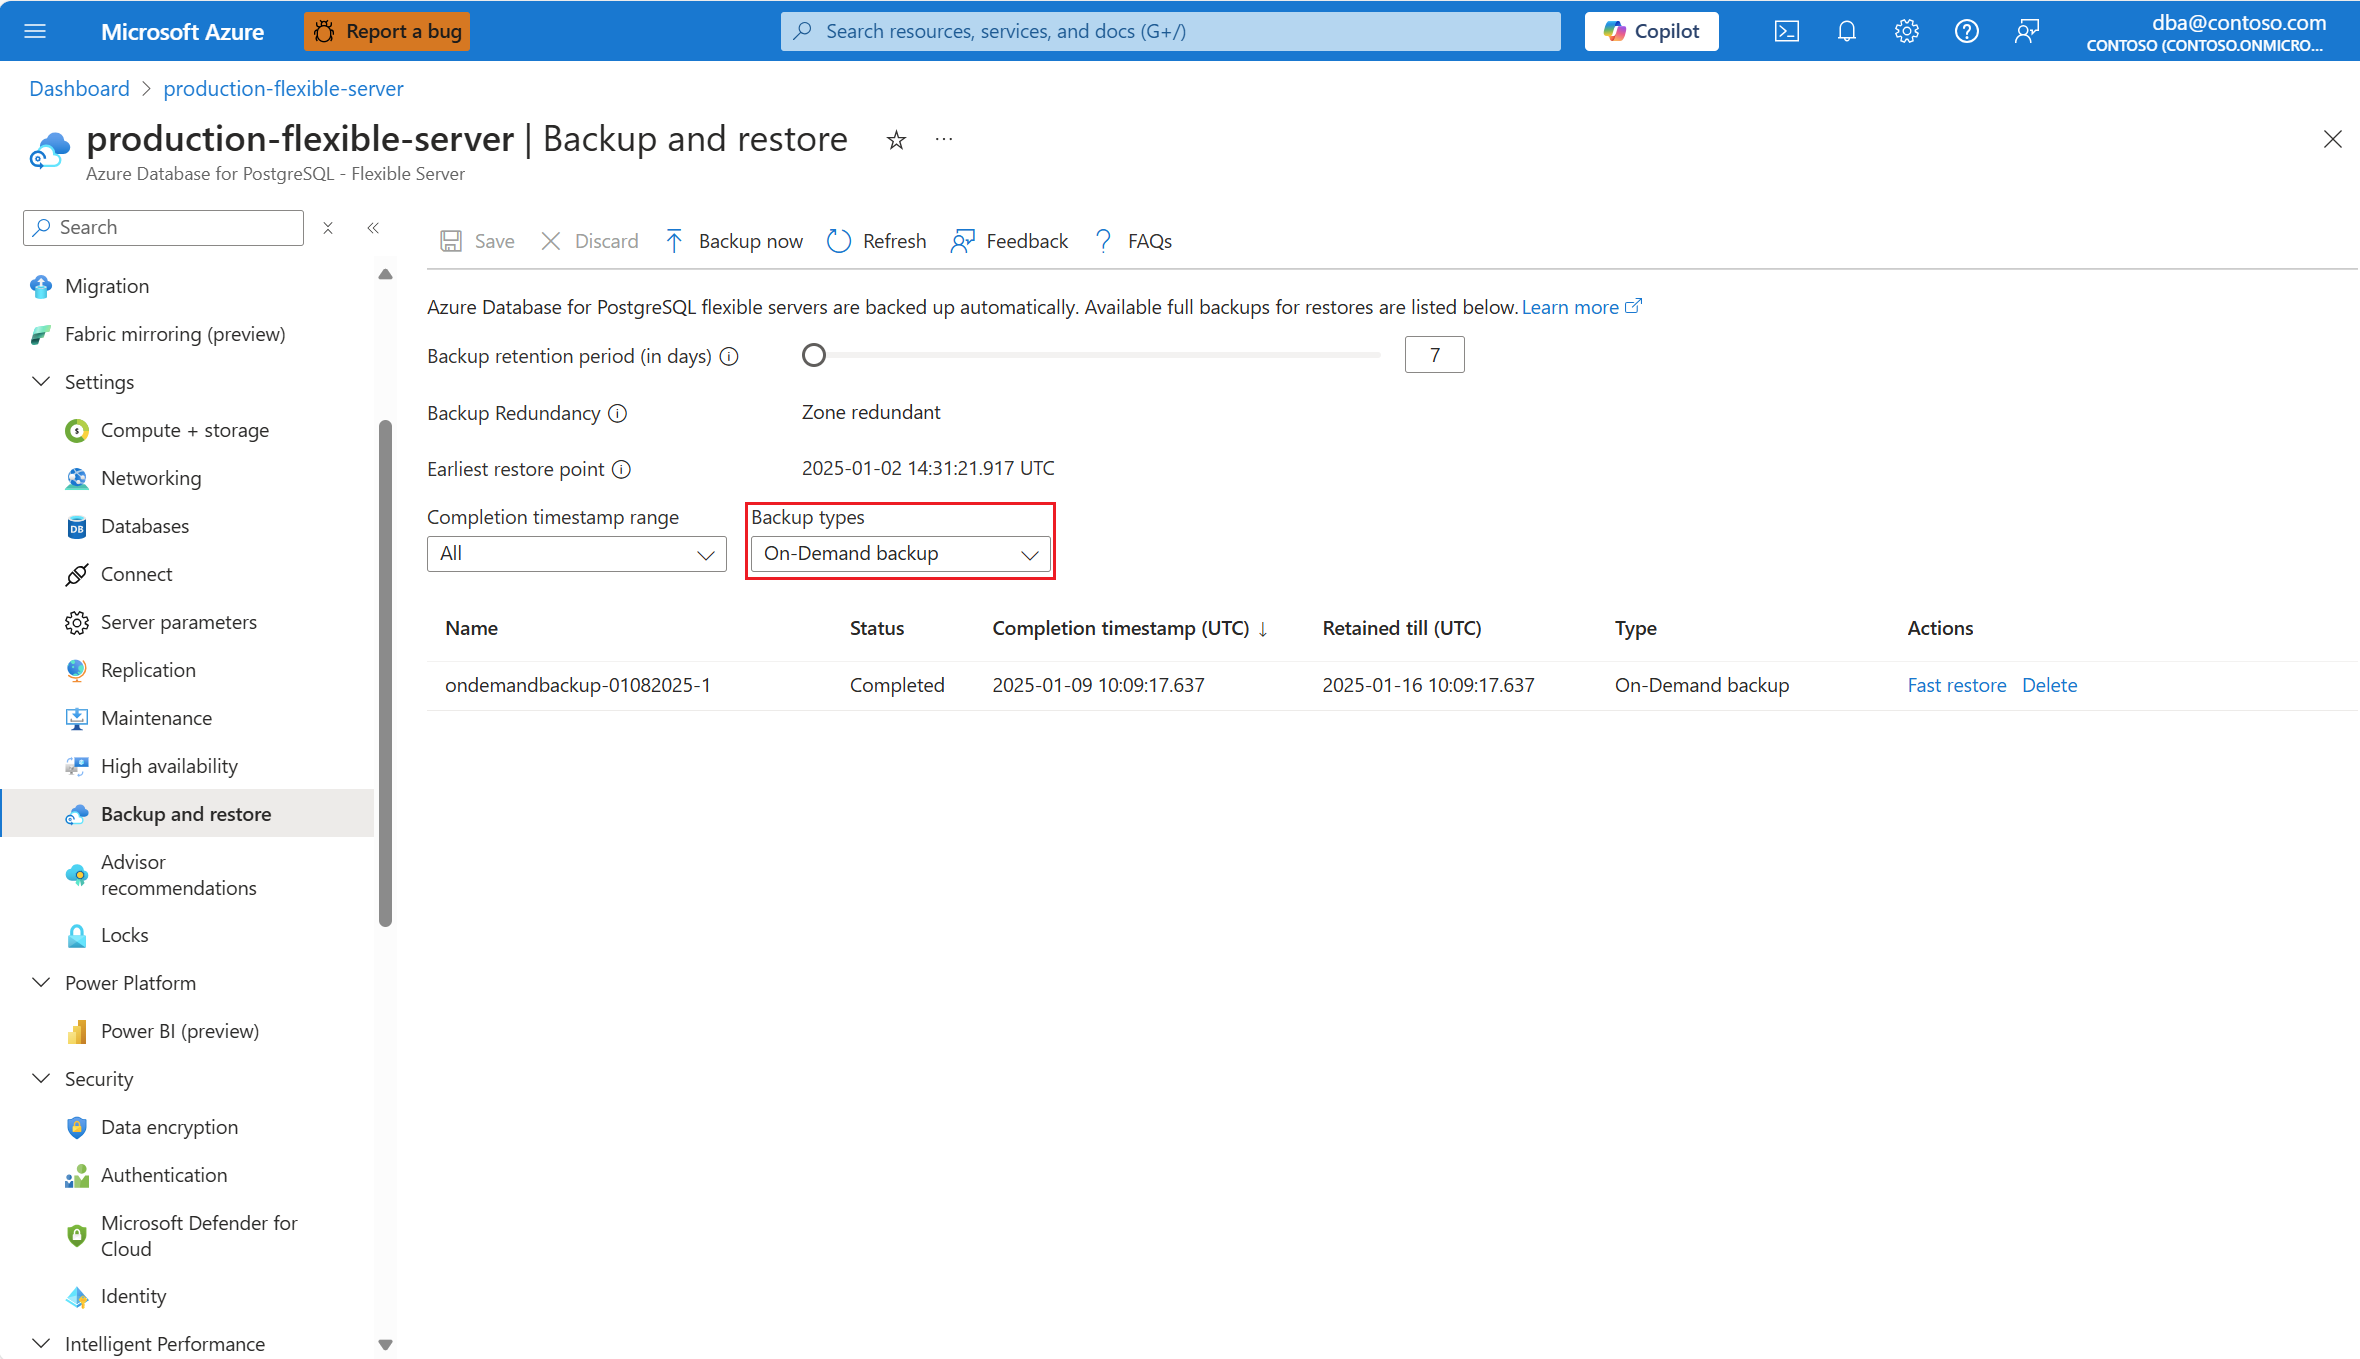 Microsoft Azure
Report a bug
Search resources, services, and docs (G+/)
Copilot
dba@contoso.com
CONTOSO (CONTOSO.ONMICRO...
Dashboard > production-flexible-server
production-flexible-server | Backup and restore
Azure Database for PostgreSQL - Flexible Server
Search
Migration
Fabric mirroring (preview)
Settings
Compute + storage
Networking
DB
Databases
Connect
Server parameters
Replication
Maintenance
High availability
Backup and restore
Advisor
recommendations
Locks
Power Platform
Power BI (preview)
Security
Data encryption
Authentication
Microsoft Defender for
Cloud
Identity
Intelligent Performance
Save Discard Backup now Refresh Feedback FAQs
Azure Database for PostgreSQL flexible servers are backed up automatically. Available full backups for restores are listed below. Learn more
Backup retention period (in days) 7
Backup Redundancy Zone redundant
Earliest restore point 2025-01-02 14:31:21.917 UTC
Completion timestamp range Backup types
All On-Demand backup
Name Status Completion timestamp (UTC) ↓ Retained till (UTC) Type Actions
ondemandbackup-01082025-1 Completed 2025-01-09 10:09:17.637 2025-01-16 10:09:17.637 On-Demand backup Fast restore Delete